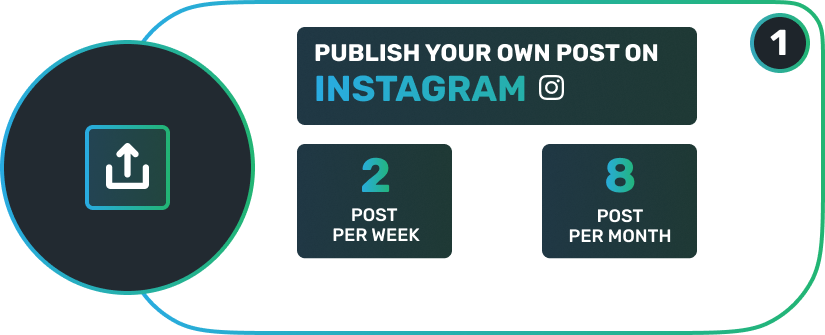 1
PUBLISH YOUR OWN POST ON
INSTAGRAM
2
POST
PER WEEK
8
POST
PER MONTH